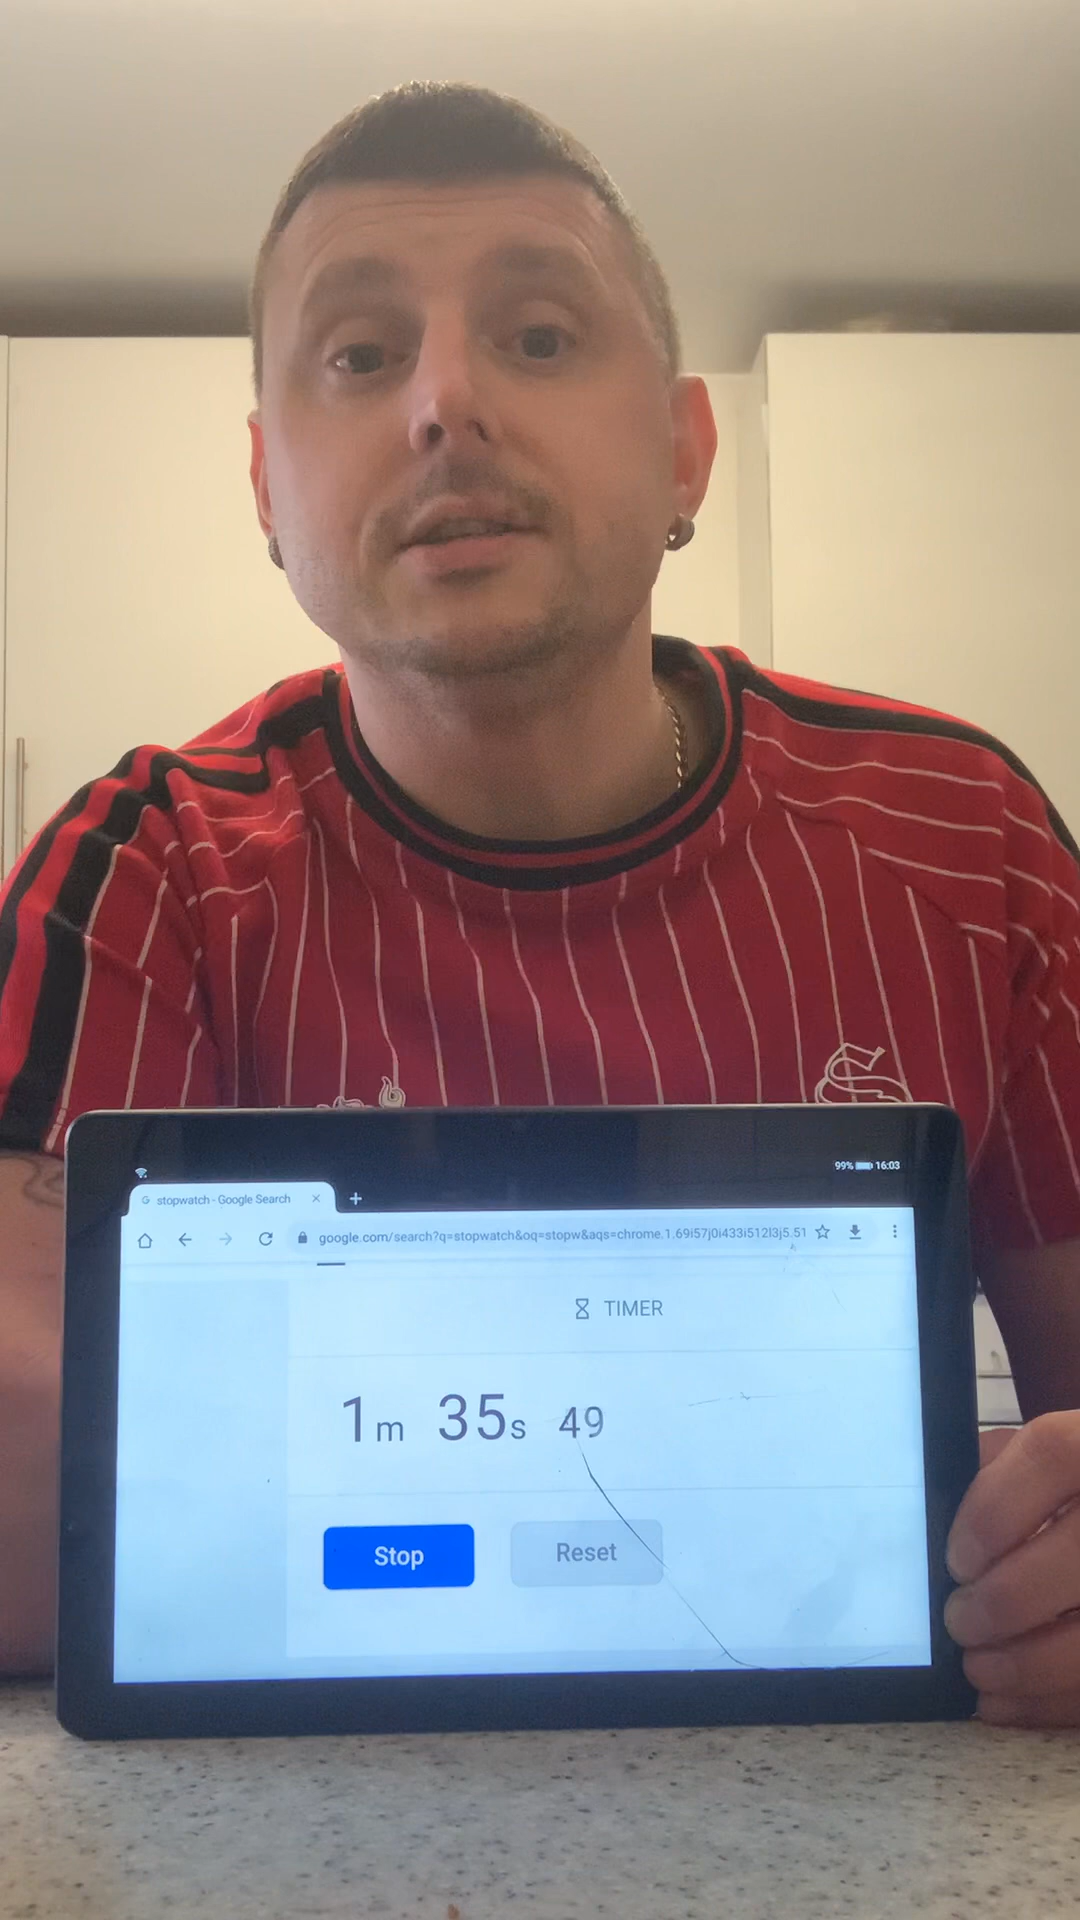 99% 16:03
stopwatch - Google Search
google.com/search?q=stopwatch&oq=stopw&aqs=chrome.1.69i57j0i433i512l3j5.51
TIMER
1m 35s 49
Stop Reset
S